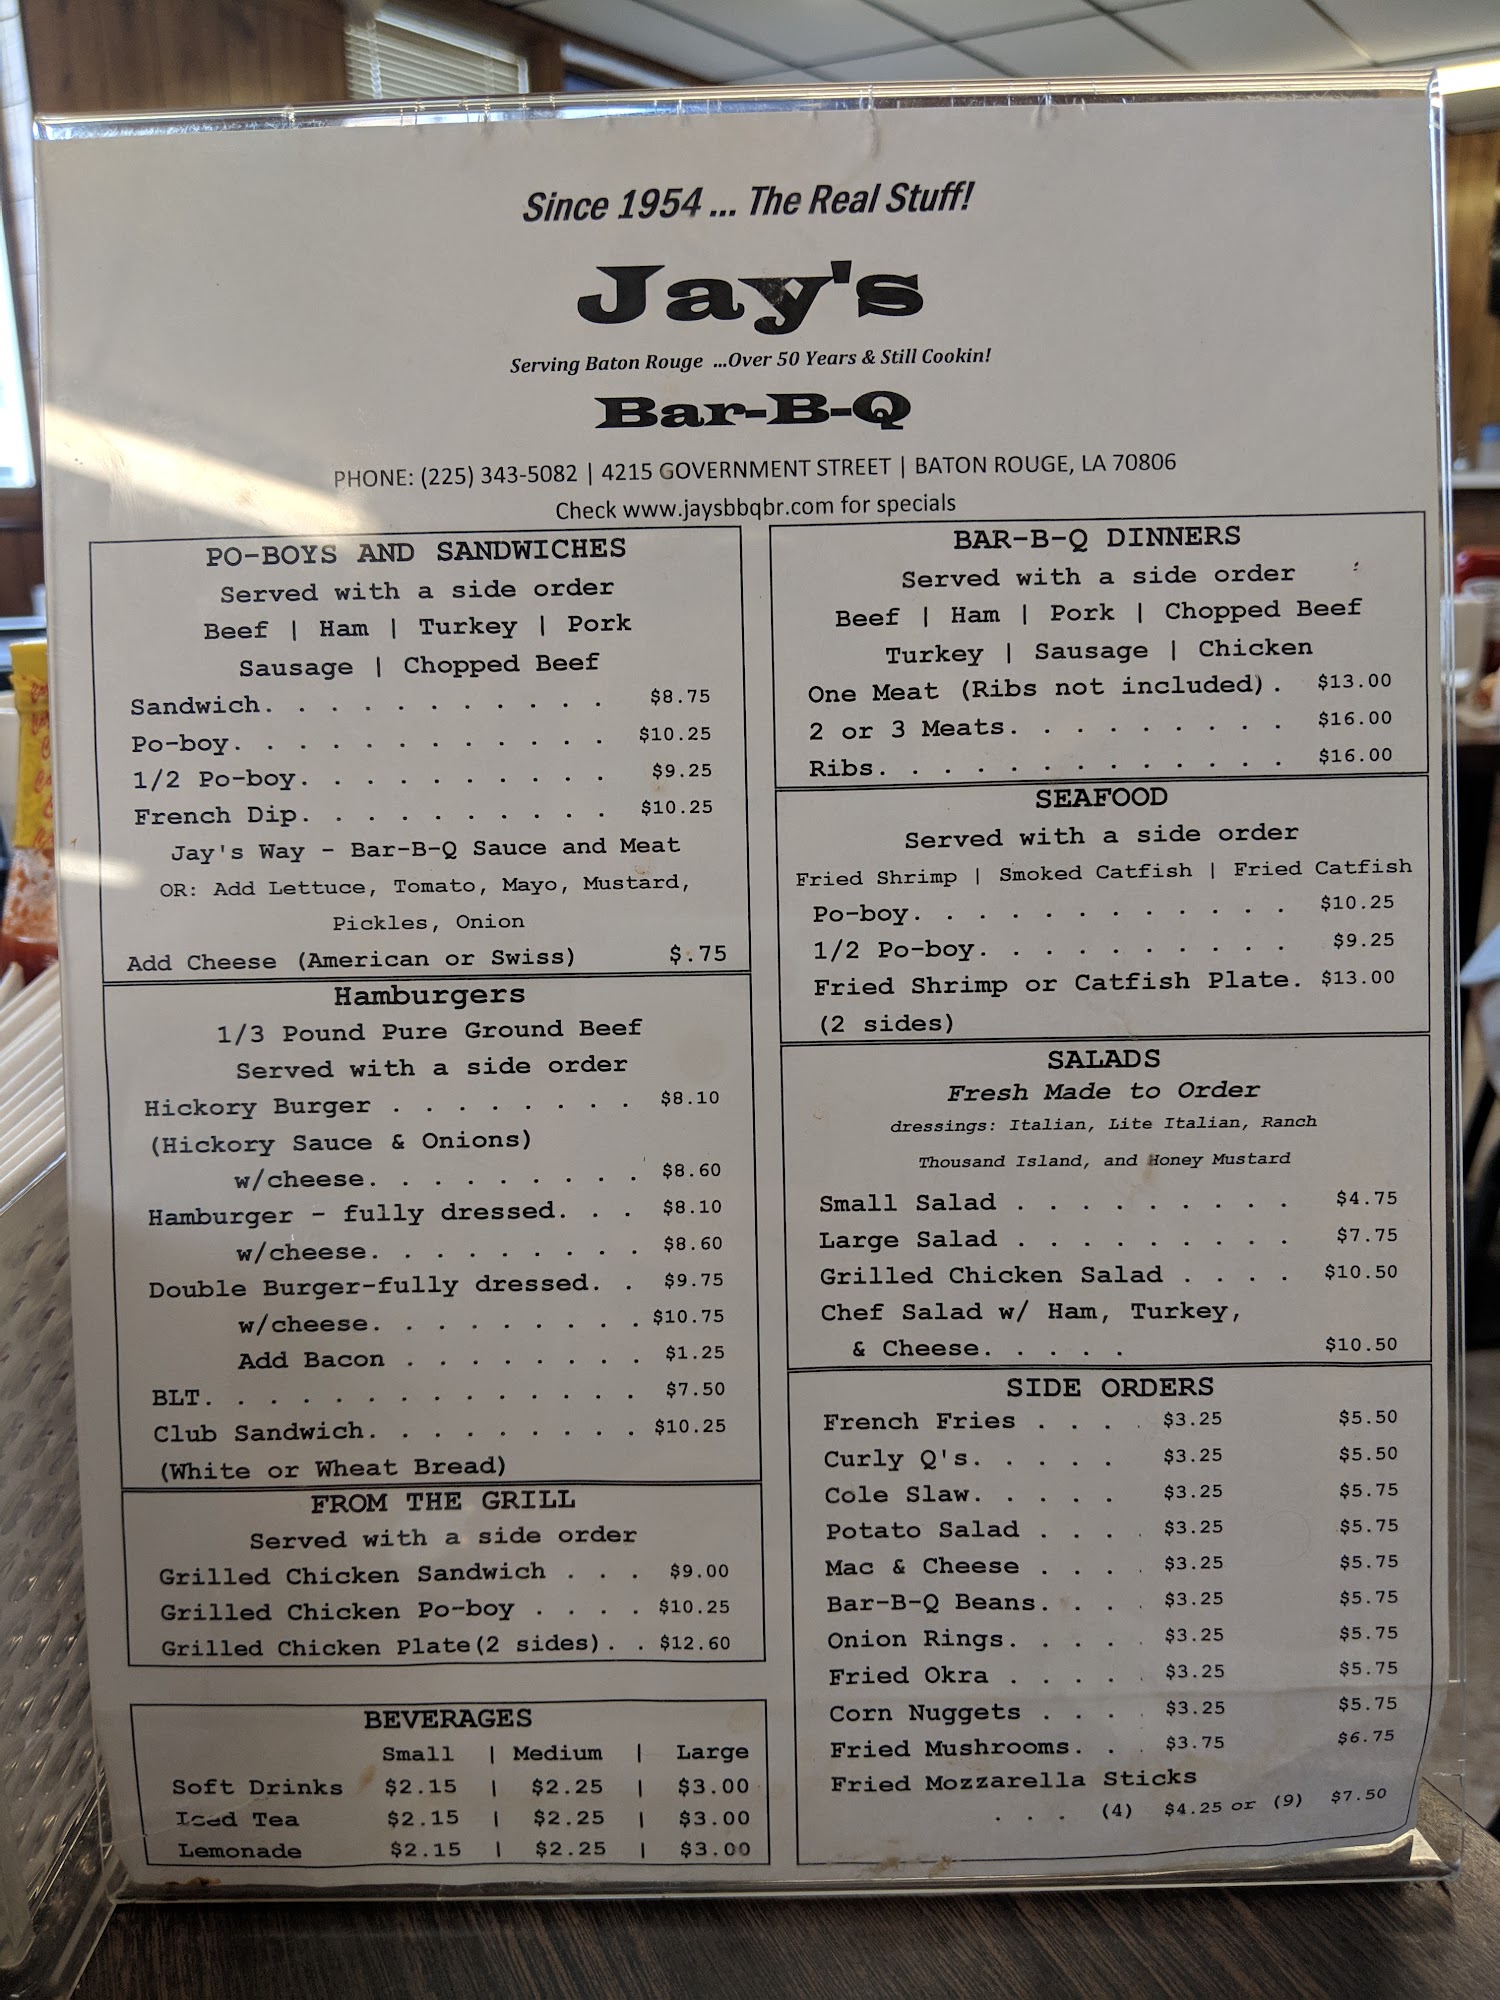 Since 1954 ... The Real Stuff!
Jay's
Serving Baton Rouge ...Over 50 Years & Still Cookin!
Bar-B-Q
PHONE: (225) 343-5082 | 4215 GOVERNMENT STREET | BATON ROUGE, LA 70806
Check www.jaysbbqbr.com for specials
PO-BOYS AND SANDWICHES
Served with a side order
Beef | Ham | Turkey | Pork
Sausage | Chopped Beef
Sandwich. . . . . . . . . . . $8.75
Po-boy. . . . . . . . . . . . $10.25
1/2 Po-boy. . . . . . . . . . $9.25
French Dip. . . . . . . . . . $10.25
Jay's Way - Bar-B-Q Sauce and Meat
OR: Add Lettuce, Tomato, Mayo, Mustard,
Pickles, Onion
Add Cheese (American or Swiss) $.75
Hamburgers
1/3 Pound Pure Ground Beef
Served with a side order
Hickory Burger . . . . . . . . $8.10
(Hickory Sauce & Onions)
w/cheese. . . . . . . . . $8.60
Hamburger - fully dressed. . . $8.10
w/cheese. . . . . . . . . $8.60
Double Burger-fully dressed. . $9.75
w/cheese. . . . . . . . . $10.75
Add Bacon . . . . . . . . $1.25
BLT. . . . . . . . . . . . . . $7.50
Club Sandwich. . . . . . . . . $10.25
(White or Wheat Bread)
FROM THE GRILL
Served with a side order
Grilled Chicken Sandwich . . . $9.00
Grilled Chicken Po-boy . . . . $10.25
Grilled Chicken Plate(2 sides). . $12.60
BEVERAGES
Small | Medium | Large
Soft Drinks $2.15 | $2.25 | $3.00
Iced Tea $2.15 | $2.25 | $3.00
Lemonade $2.15 | $2.25 | $3.00
BAR-B-Q DINNERS
Served with a side order
Beef | Ham | Pork | Chopped Beef
Turkey | Sausage | Chicken
One Meat (Ribs not included). $13.00
2 or 3 Meats. . . . . . . . . $16.00
Ribs. . . . . . . . . . . . . $16.00
SEAFOOD
Served with a side order
Fried Shrimp | Smoked Catfish | Fried Catfish
Po-boy. . . . . . . . . . . . $10.25
1/2 Po-boy. . . . . . . . . . $9.25
Fried Shrimp or Catfish Plate. $13.00
(2 sides)
SALADS
Fresh Made to Order
dressings: Italian, Lite Italian, Ranch
Thousand Island, and Honey Mustard
Small Salad . . . . . . . . . $4.75
Large Salad . . . . . . . . . $7.75
Grilled Chicken Salad . . . . $10.50
Chef Salad w/ Ham, Turkey,
& Cheese. . . . . $10.50
SIDE ORDERS
French Fries . . . . $3.25 $5.50
Curly Q's. . . . . $3.25 $5.50
Cole Slaw. . . . . $3.25 $5.75
Potato Salad . . . . $3.25 $5.75
Mac & Cheese . . . . $3.25 $5.75
Bar-B-Q Beans. . . . $3.25 $5.75
Onion Rings. . . . . $3.25 $5.75
Fried Okra . . . . . $3.25 $5.75
Corn Nuggets . . . . $3.25 $5.75
Fried Mushrooms. . . $3.75 $6.75
Fried Mozzarella Sticks
. . . (4) $4.25 or (9) $7.50